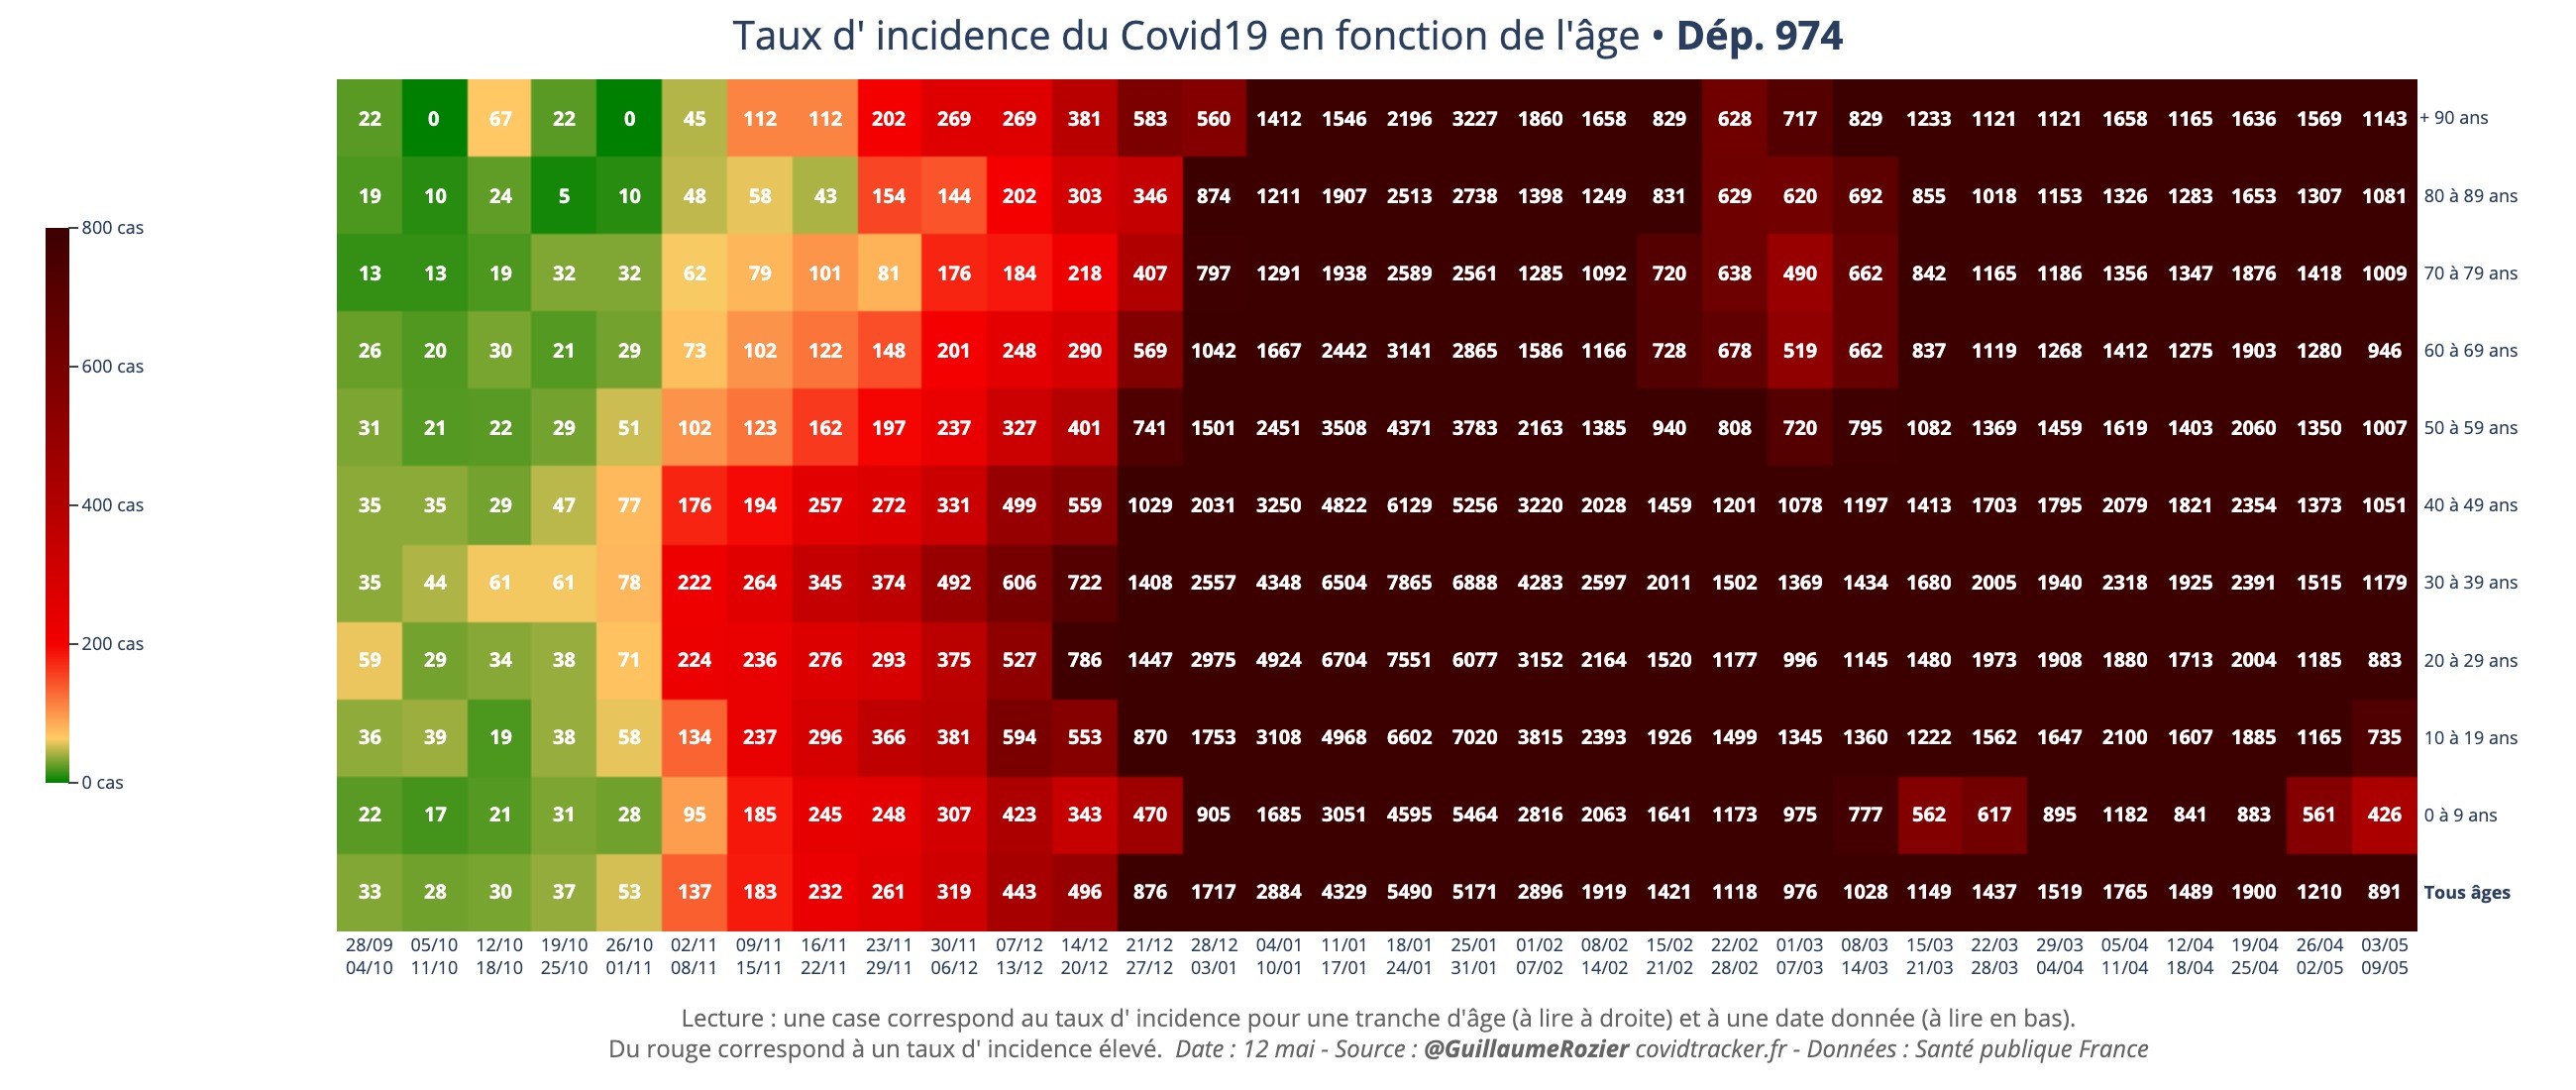 Taux d' incidence du Covid19 en fonction de l'âge • Dép. 974
22 0 67 22 0 45 112 112 202 269 269 381 583 560 1412 1546 2196 3227 1860 1658 829 628 717 829 1233 1121 1121 1658 1165 1636 1569 1143 + 90 ans
19 10 24 5 10 48 58 43 154 144 202 303 346 874 1211 1907 2513 2738 1398 1249 831 629 620 692 855 1018 1153 1326 1283 1653 1307 1081 80 à 89 ans
800 cas
13 13 19 32 32 62 79 101 81 176 184 218 407 797 1291 1938 2589 2561 1285 1092 720 638 490 662 842 1165 1186 1356 1347 1876 1418 1009 70 à 79 ans
26 20 30 21 29 73 102 122 148 201 248 290 569 1042 1667 2442 3141 2865 1586 1166 728 678 519 662 837 1119 1268 1412 1275 1903 1280 946 60 à 69 ans
600 cas
31 21 22 29 51 102 123 162 197 237 327 401 741 1501 2451 3508 4371 3783 2163 1385 940 808 720 795 1082 1369 1459 1619 1403 2060 1350 1007 50 à 59 ans
400 cas
35 35 29 47 77 176 194 257 272 331 499 559 1029 2031 3250 4822 6129 5256 3220 2028 1459 1201 1078 1197 1413 1703 1795 2079 1821 2354 1373 1051 40 à 49 ans
35 44 61 61 78 222 264 345 374 492 606 722 1408 2557 4348 6504 7865 6888 4283 2597 2011 1502 1369 1434 1680 2005 1940 2318 1925 2391 1515 1179 30 à 39 ans
200 cas
59 29 34 38 71 224 236 276 293 375 527 786 1447 2975 4924 6704 7551 6077 3152 2164 1520 1177 996 1145 1480 1973 1908 1880 1713 2004 1185 883 20 à 29 ans
36 39 19 38 58 134 237 296 366 381 594 553 870 1753 3108 4968 6602 7020 3815 2393 1926 1499 1345 1360 1222 1562 1647 2100 1607 1885 1165 735 10 à 19 ans
0 cas
22 17 21 31 28 95 185 245 248 307 423 343 470 905 1685 3051 4595 5464 2816 2063 1641 1173 975 777 562 617 895 1182 841 883 561 426 0 à 9 ans
33 28 30 37 53 137 183 232 261 319 443 496 876 1717 2884 4329 5490 5171 2896 1919 1421 1118 976 1028 1149 1437 1519 1765 1489 1900 1210 891 Tous âges
28/09 05/10 12/10 19/10 26/10 02/11 09/11 16/11 23/11 30/11 07/12 14/12 21/12 28/12 04/01 11/01 18/01 25/01 01/02 08/02 15/02 22/02 01/03 08/03 15/03 22/03 29/03 05/04 12/04 19/04 26/04 03/05
04/10 11/10 18/10 25/10 01/11 08/11 15/11 22/11 29/11 06/12 13/12 20/12 27/12 03/01 10/01 17/01 24/01 31/01 07/02 14/02 21/02 28/02 07/03 14/03 21/03 28/03 04/04 11/04 18/04 25/04 02/05 09/05
Lecture : une case correspond au taux d' incidence pour une tranche d'âge (à lire à droite) et à une date donnée (à lire en bas).
Du rouge correspond à un taux d' incidence élevé. Date : 12 mai - Source : @GuillaumeRozier covidtracker.fr - Données : Santé publique France